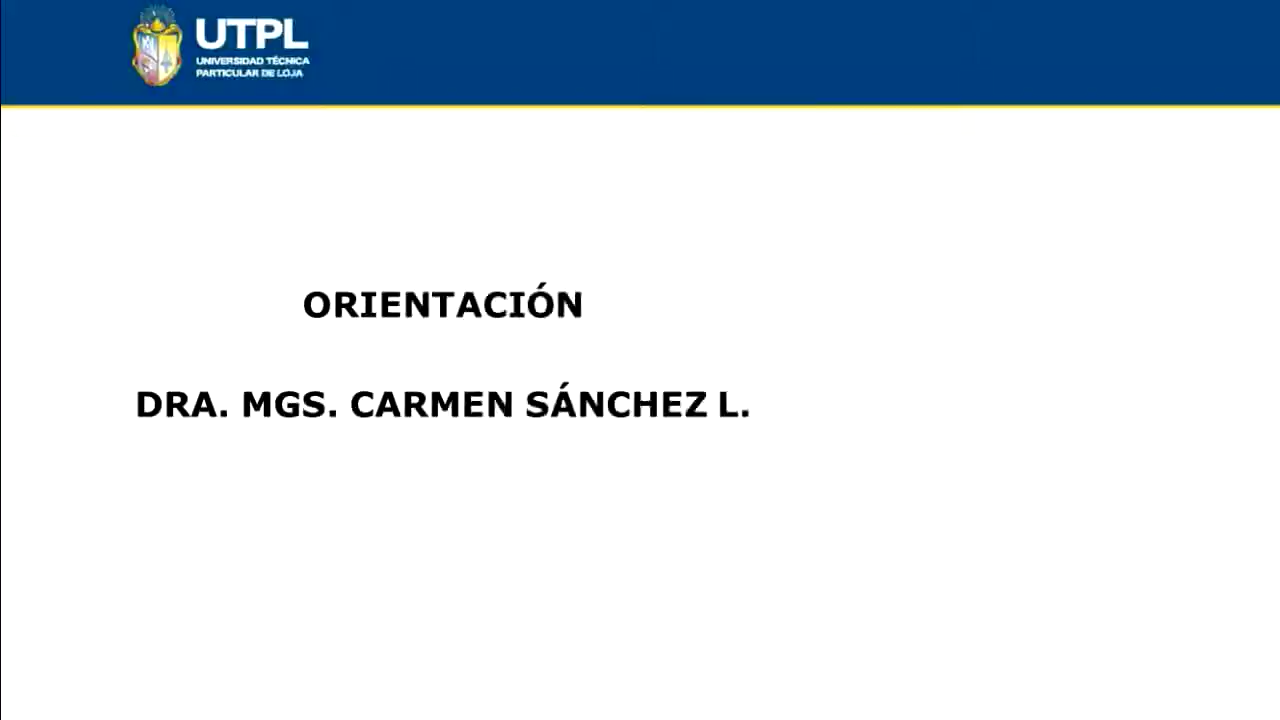 UTPL
UNIVERSIDAD TÉCNICA
PARTICULAR DE LOJA
ORIENTACIÓN
DRA. MGS. CARMEN SÁNCHEZ L.